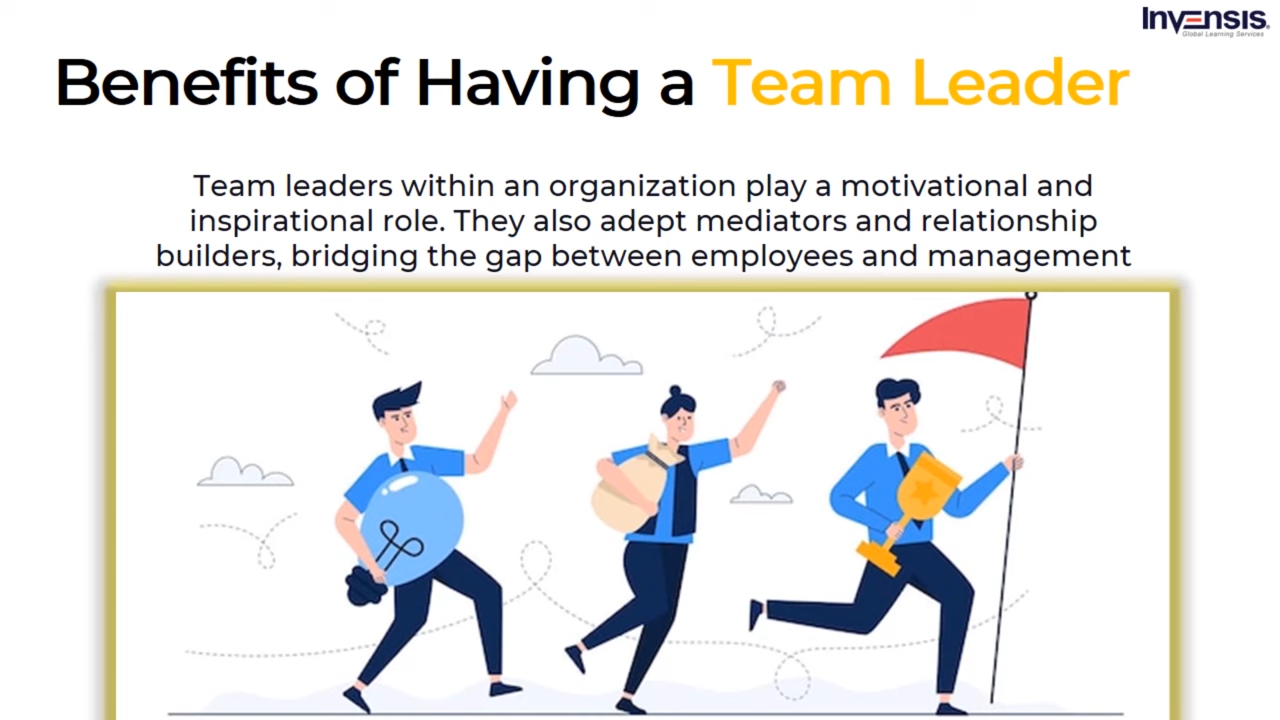 Invensis
Global Learning Services
Benefits of Having a Team Leader
Team leaders within an organization play a motivational and
inspirational role. They also adept mediators and relationship
builders, bridging the gap between employees and management